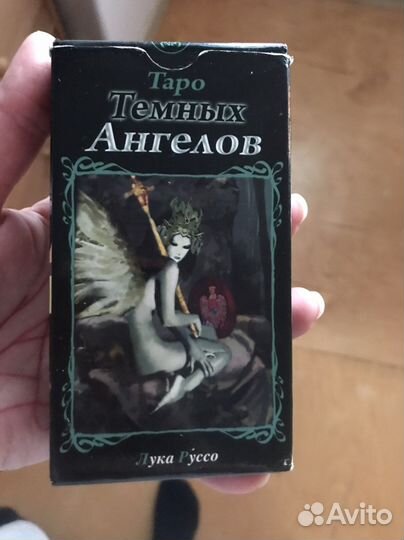 Таро
Темных
Ангелов
Лука Руссо
Avito